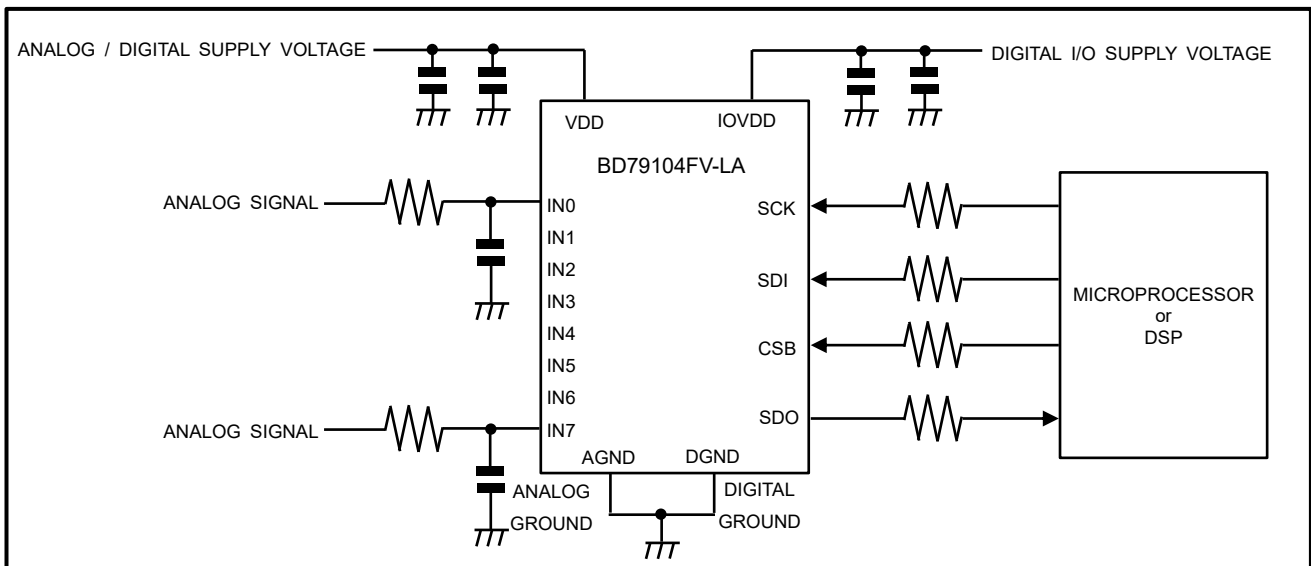 ANALOG / DIGITAL SUPPLY VOLTAGE
DIGITAL I/O SUPPLY VOLTAGE
VDD
IOVDD
BD79104FV-LA
ANALOG SIGNAL
IN0
IN1
IN2
IN3
IN4
IN5
IN6
IN7
ANALOG SIGNAL
SCK
SDI
CSB
SDO
MICROPROCESSOR
or
DSP
AGND
DGND
ANALOG
GROUND
DIGITAL
GROUND